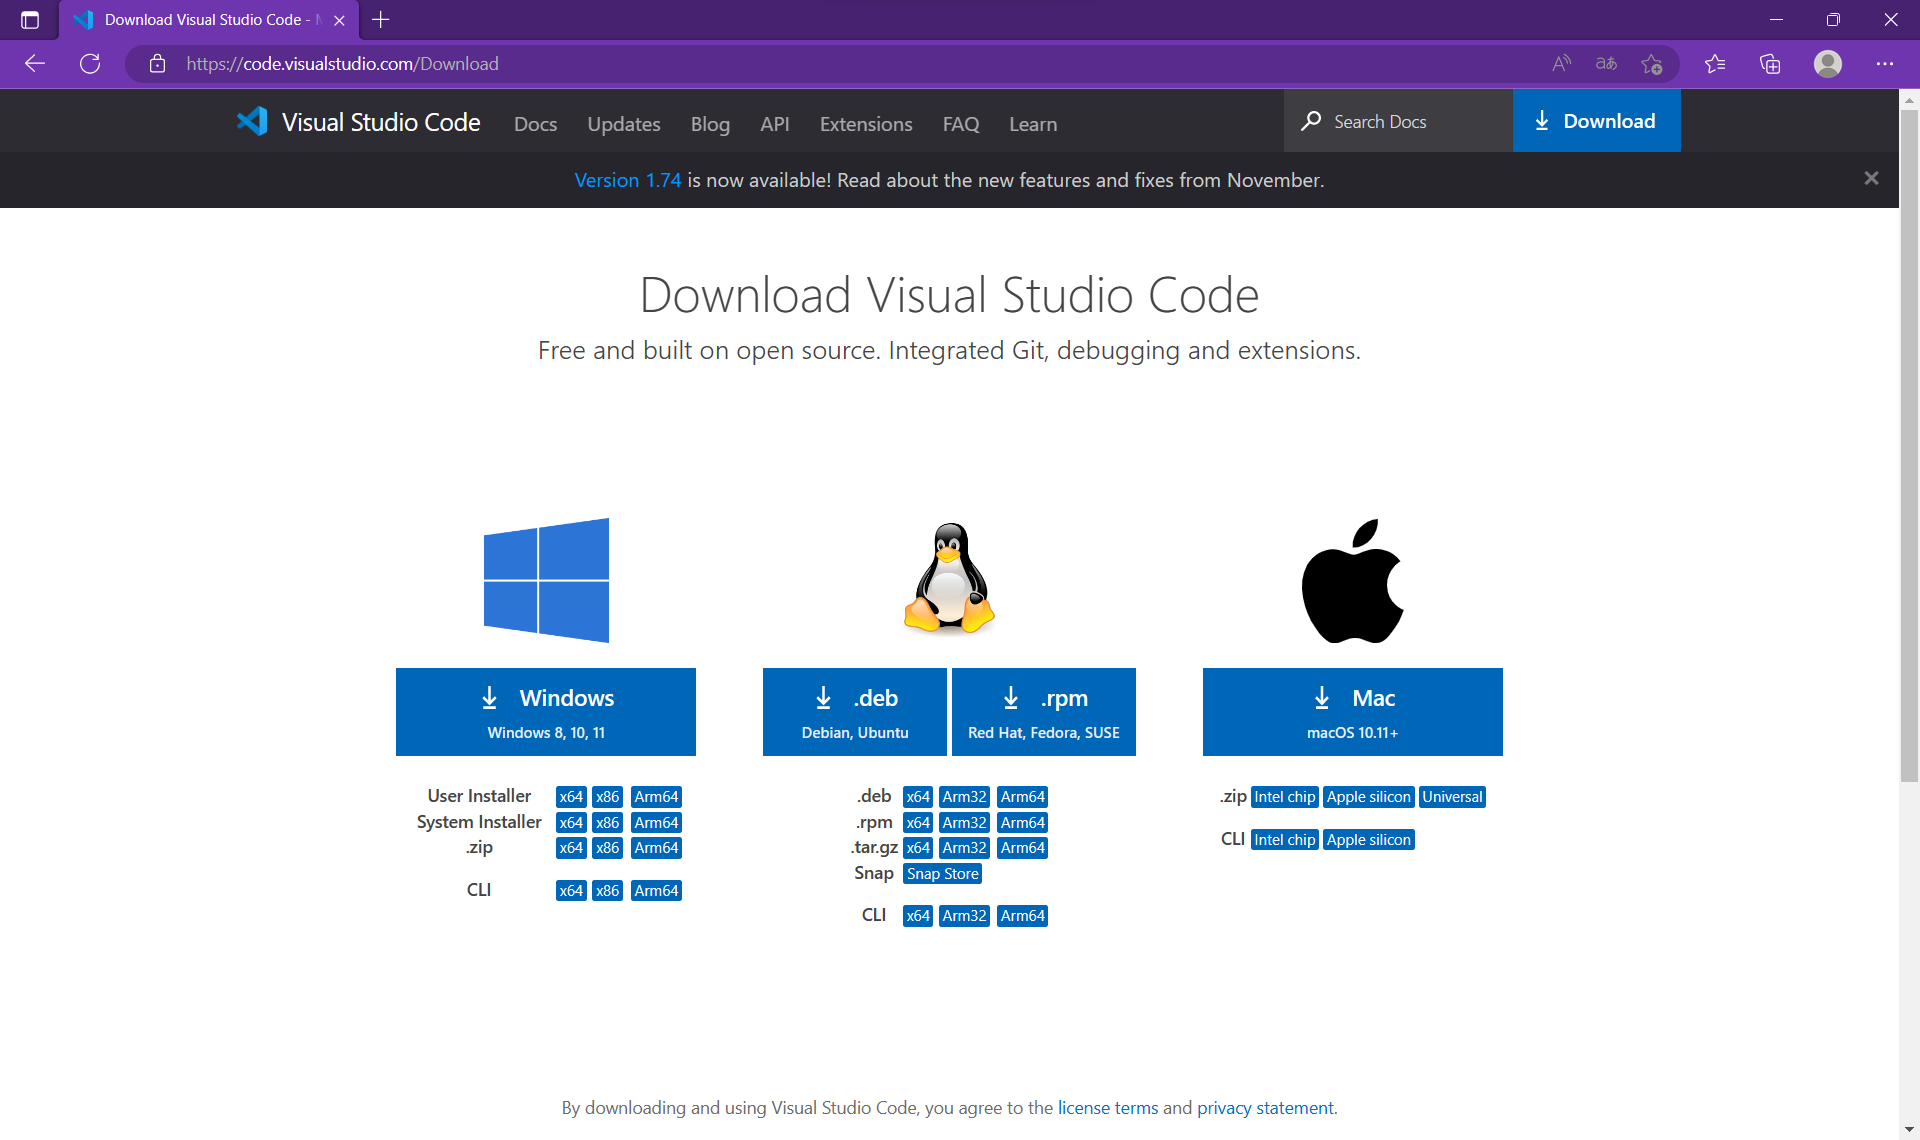 Download Visual Studio Code -
https://code.visualstudio.com/Download
Visual Studio Code Docs Updates Blog API Extensions FAQ Learn Search Docs Download
Version 1.74 is now available! Read about the new features and fixes from November.
Download Visual Studio Code
Free and built on open source. Integrated Git, debugging and extensions.
Windows
Windows 8, 10, 11
User Installer x64 x86 Arm64
System Installer x64 x86 Arm64
.zip x64 x86 Arm64
CLI x64 x86 Arm64
.deb
Debian, Ubuntu
.rpm
Red Hat, Fedora, SUSE
.deb x64 Arm32 Arm64
.rpm x64 Arm32 Arm64
.tar.gz x64 Arm32 Arm64
Snap Snap Store
CLI x64 Arm32 Arm64
Mac
macOS 10.11+
.zip Intel chip Apple silicon Universal
CLI Intel chip Apple silicon
By downloading and using Visual Studio Code, you agree to the license terms and privacy statement.